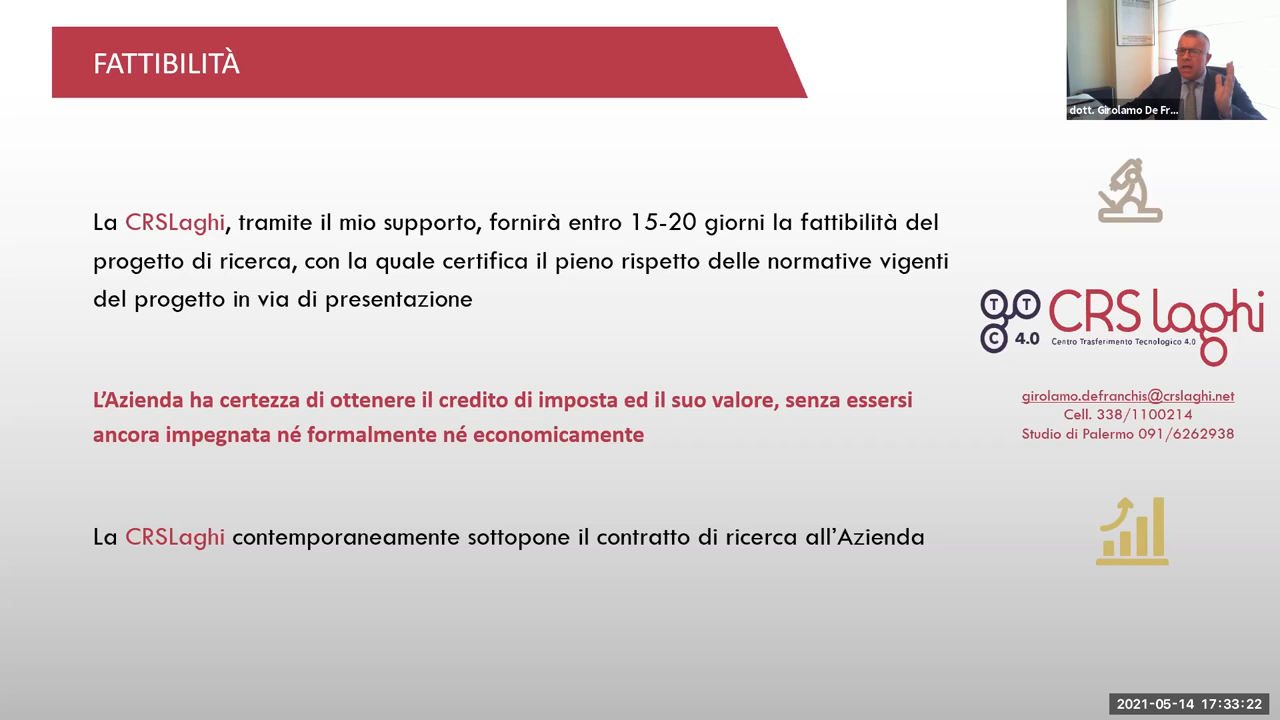 FATTIBILITÀ
dott. Girolamo De Fr...
La CRSLaghi, tramite il mio supporto, fornirà entro 15-20 giorni la fattibilità del
progetto di ricerca, con la quale certifica il pieno rispetto delle normative vigenti
del progetto in via di presentazione
T T
C 4.0
CRS laghi
Centro Trasferimento Tecnologico 4.0
L’Azienda ha certezza di ottenere il credito di imposta ed il suo valore, senza essersi
ancora impegnata né formalmente né economicamente
girolamo.defranchis@crslaghi.net
Cell. 338/1100214
Studio di Palermo 091/6262938
La CRSLaghi contemporaneamente sottopone il contratto di ricerca all’Azienda
2021-05-14 17:33:22